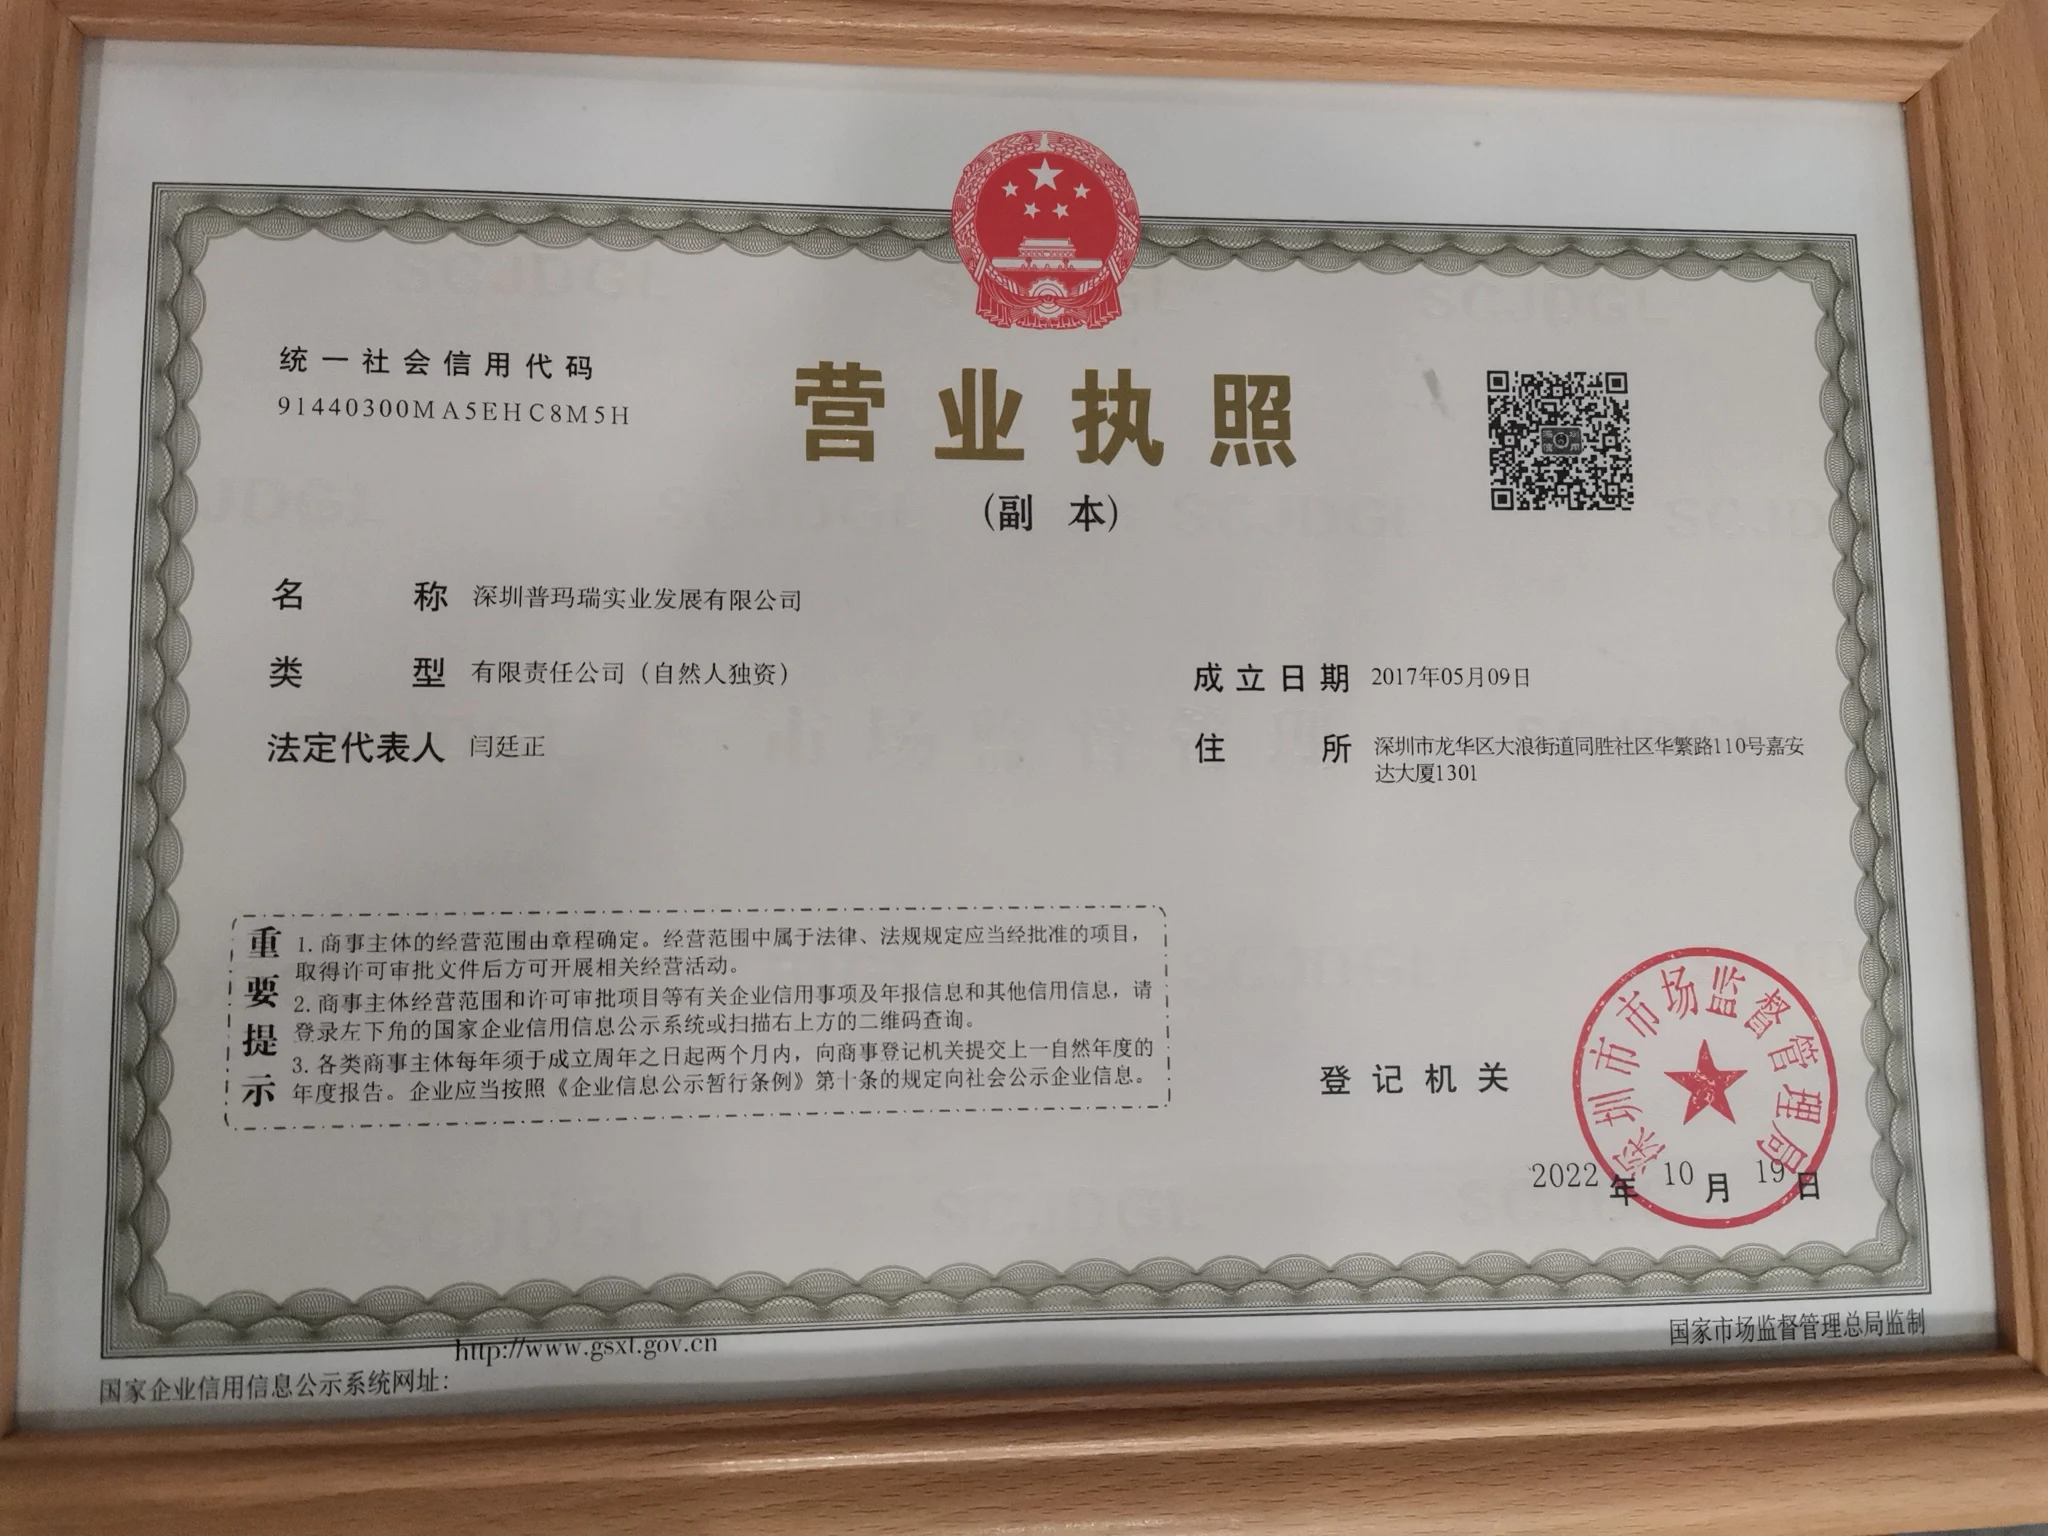 统一社会信用代码
91440300MA5EHC8M5H
营业执照
(副 本)
名 称 深圳普玛瑞实业发展有限公司
类 型 有限责任公司（自然人独资）
成立日期 2017年05月09日
法定代表人 闫廷正
住 所 深圳市龙华区大浪街道同胜社区华繁路110号嘉安
达大厦1301
重要提示
1. 商事主体的经营范围由章程确定。经营范围中属于法律、法规规定应当经批准的项目，
取得许可审批文件后方可开展相关经营活动。
2. 商事主体经营范围和许可审批项目等有关企业信用事项及年报信息和其他信用信息，请
登录左下角的国家企业信用信息公示系统或扫描右上方的二维码查询。
3. 各类商事主体每年须于成立周年之日起两个月内，向商事登记机关提交上一自然年度的
年度报告。企业应当按照《企业信息公示暂行条例》第十条的规定向社会公示企业信息。
登记机关
深圳市市场监督管理局
2022 年 10 月 19 日
国家企业信用信息公示系统网址: http://www.gsxt.gov.cn
国家市场监督管理总局监制